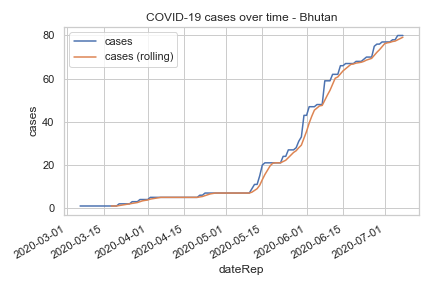 COVID-19 cases over time - Bhutan
cases
cases (rolling)
80
60
40
20
0
cases
2020-03-01
2020-03-15
2020-04-01
2020-04-15
2020-05-01
2020-05-15
2020-06-01
2020-06-15
2020-07-01
dateRep